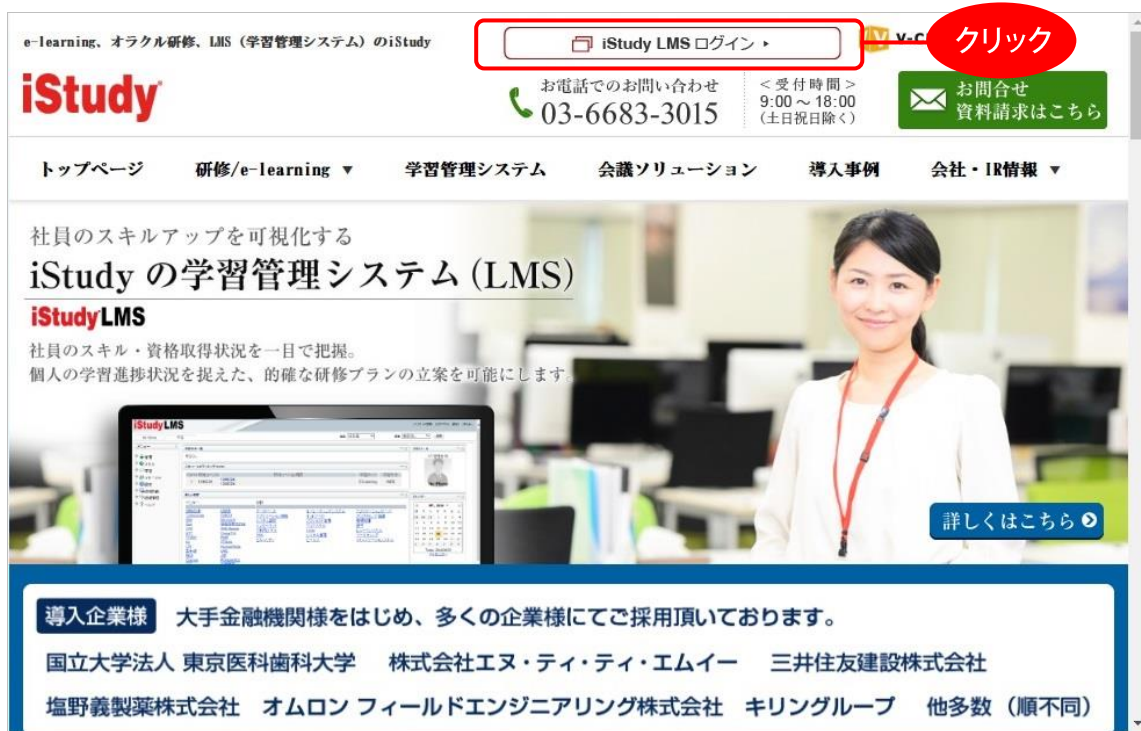 e-learning、オラクル研修、LMS（学習管理システム）のiStudy
iStudy LMS ログイン
クリック
iStudy
お電話でのお問い合わせ
03-6683-3015
＜受付時間＞
9:00～18:00
(土日祝日除く)
お問合せ
資料請求はこちら
トップページ 研修/e-learning ▼ 学習管理システム 会議ソリューション 導入事例 会社・IR情報 ▼
社員のスキルアップを可視化する
iStudy の学習管理システム (LMS)
iStudy LMS
社員のスキル・資格取得状況を一目で把握。
個人の学習進捗状況を捉えた、的確な研修プランの立案を可能にします。
iStudy LMS
詳しくはこちら
導入企業様 大手金融機関様をはじめ、多くの企業様にてご採用頂いております。
国立大学法人 東京医科歯科大学 株式会社エヌ・ティ・ティ・エムイー 三井住友建設株式会社
塩野義製薬株式会社 オムロン フィールドエンジニアリング株式会社 キリングループ 他多数（順不同）